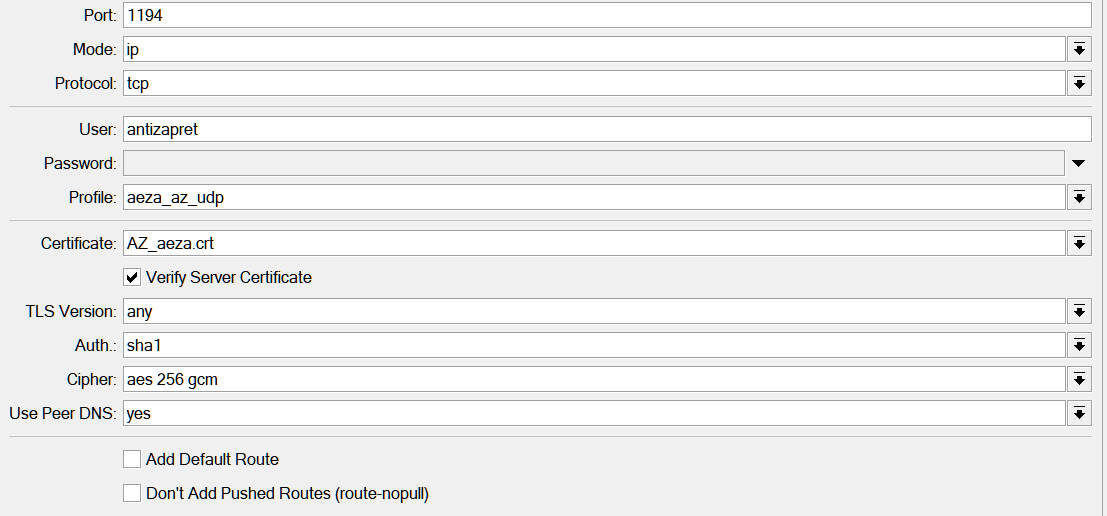 Port: 1194
Mode: ip
Protocol: tcp
User: antizapret
Password:
Profile: aeza_az_udp
Certificate: AZ_aeza.crt
Verify Server Certificate
TLS Version: any
Auth.: sha1
Cipher: aes 256 gcm
Use Peer DNS: yes
Add Default Route
Don't Add Pushed Routes (route-nopull)